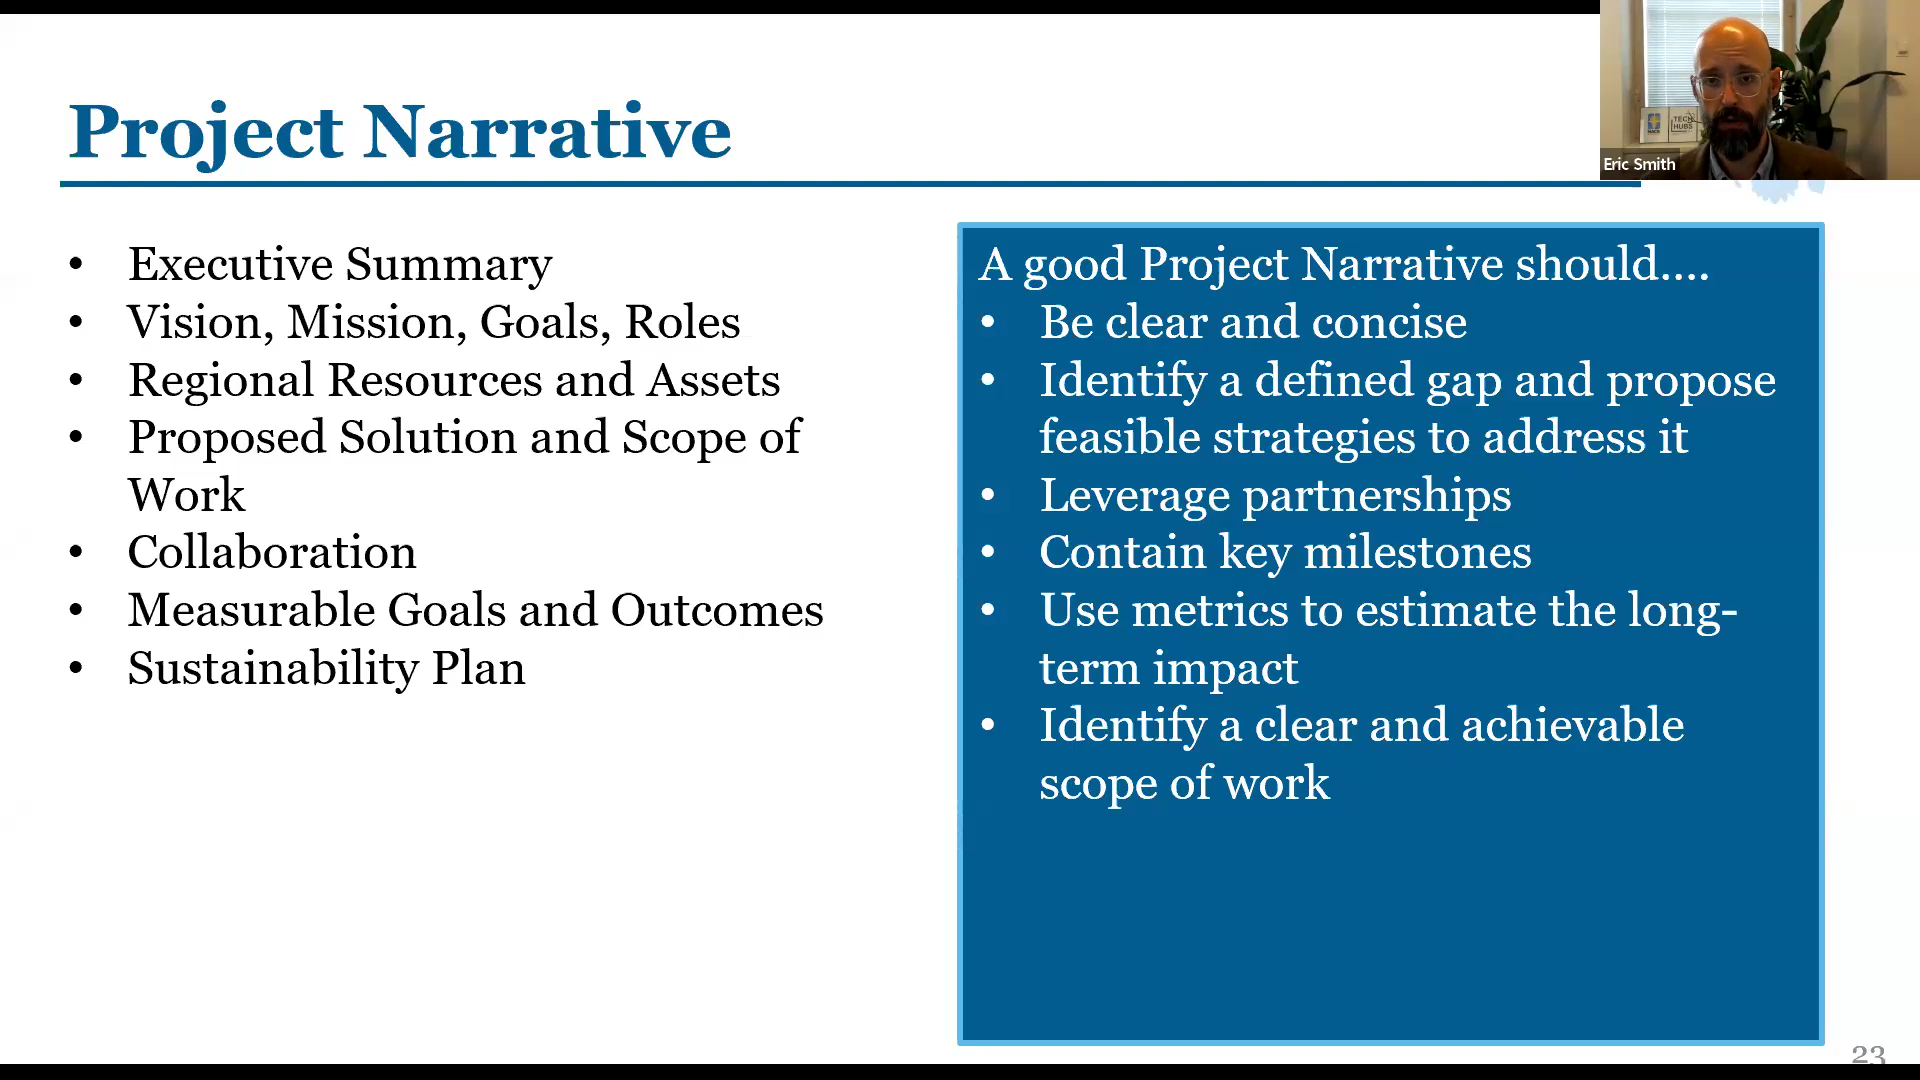 Project Narrative
• Executive Summary
• Vision, Mission, Goals, Roles
• Regional Resources and Assets
• Proposed Solution and Scope of
Work
• Collaboration
• Measurable Goals and Outcomes
• Sustainability Plan
A good Project Narrative should....
• Be clear and concise
• Identify a defined gap and propose
feasible strategies to address it
• Leverage partnerships
• Contain key milestones
• Use metrics to estimate the long-
term impact
• Identify a clear and achievable
scope of work
TECH
HUBS
Eric Smith
23